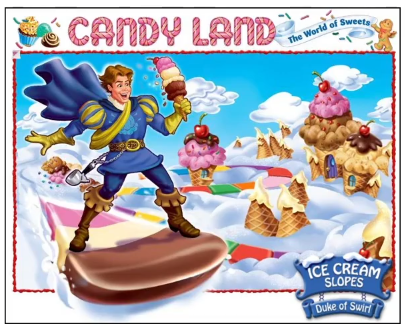 CANDY LAND
The World of Sweets
ICE CREAM
SLOPES
Duke of Swirl